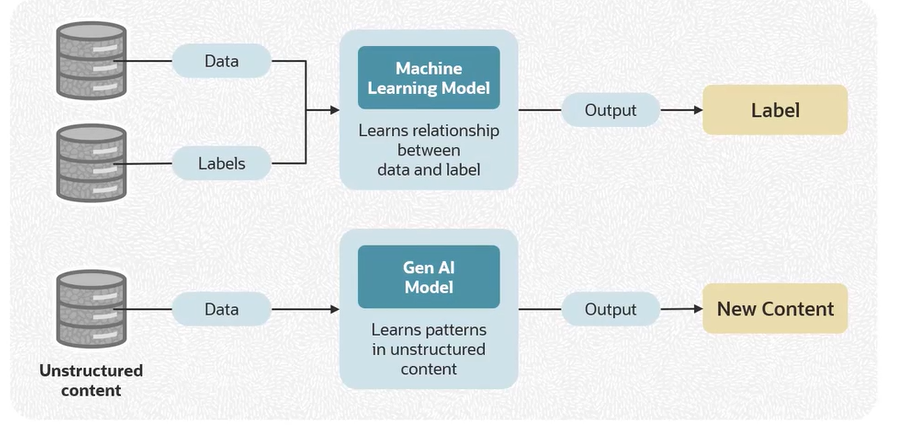 Data
Labels
Machine
Learning Model
Learns relationship
between
data and label
Output
Label
Unstructured
content
Data
Gen AI
Model
Learns patterns
in unstructured
content
Output
New Content